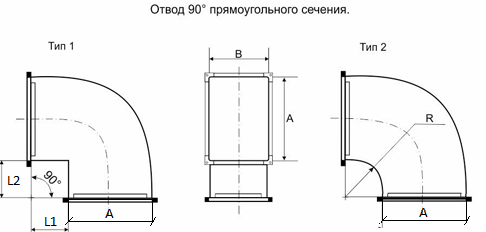 Отвод 90° прямоугольного сечения.
Тип 1
В
Тип 2
A
R
L2
90°
L1
A
A